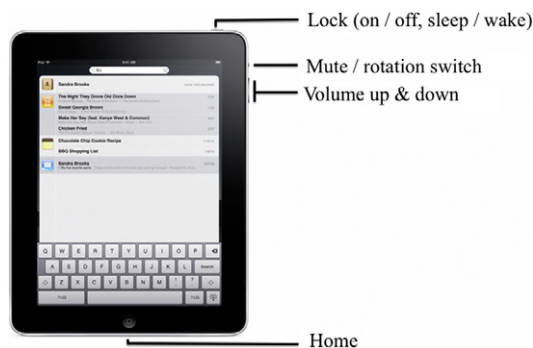 Lock (on / off, sleep / wake)
Mute / rotation switch
Volume up & down
Sandra Brooks
The Night They Drove Old Dixie Down
Sweet Georgia Brown
Make Her Say (feat. Kanye West & Common)
Chicken Fried
Chocolate Chip Cookie Recipe
BBQ Shopping List
Sandra Brooks
Q W E R T Y U I O P
A S D F G H J K L Search
Z X C V B N M ! ?
Home